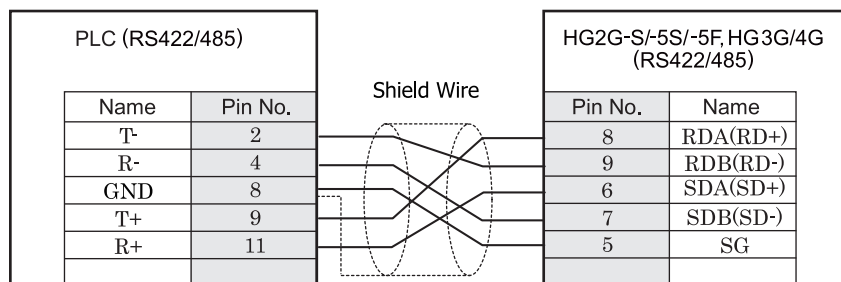 PLC (RS422/485)
Name Pin No.
T- 2
R- 4
GND 8
T+ 9
R+ 11
Shield Wire
HG2G-S/-5S/-5F, HG3G/4G
(RS422/485)
Pin No. Name
8 RDA(RD+)
9 RDB(RD-)
6 SDA(SD+)
7 SDB(SD-)
5 SG